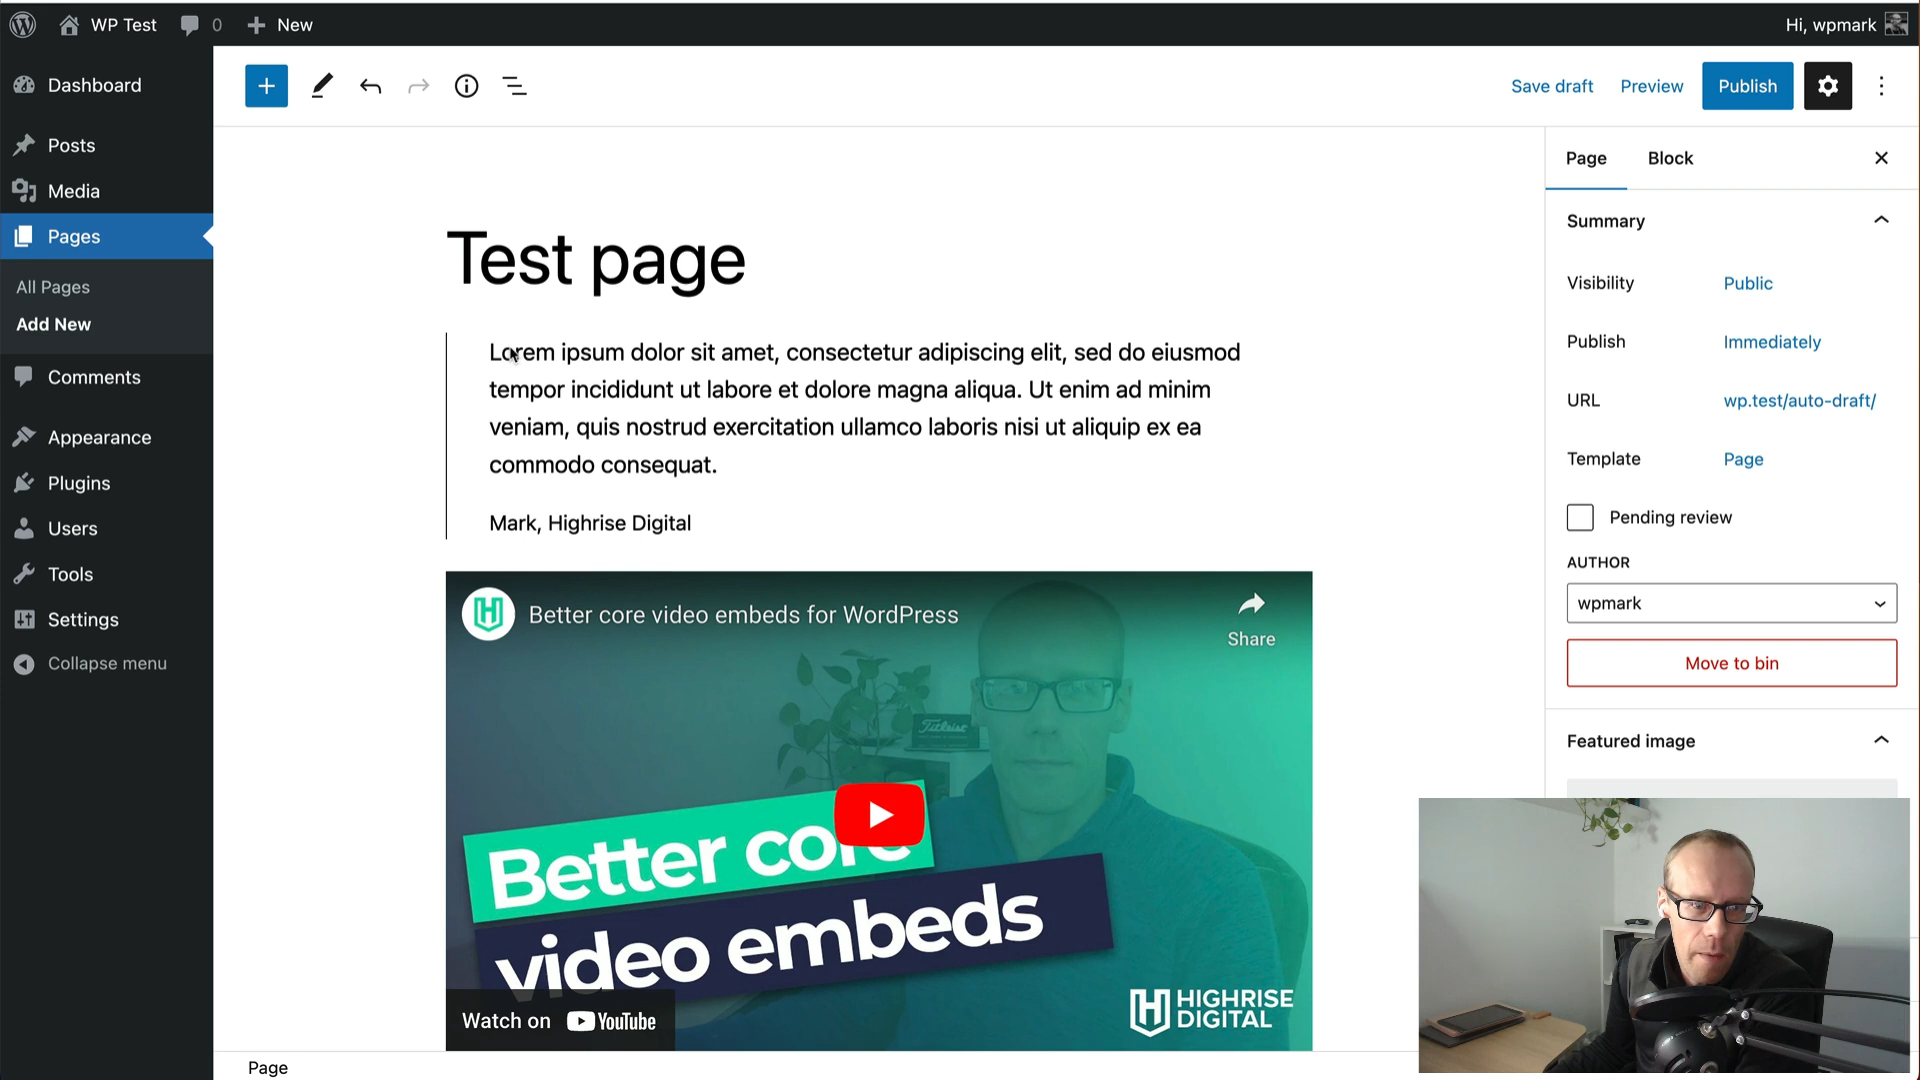 WP Test
0
New
Hi, wpmark
Dashboard
Posts
Media
Pages
All Pages
Add New
Comments
Appearance
Plugins
Users
Tools
Settings
Collapse menu
Save draft
Preview
Publish
Test page
Lorem ipsum dolor sit amet, consectetur adipiscing elit, sed do eiusmod
tempor incididunt ut labore et dolore magna aliqua. Ut enim ad minim
veniam, quis nostrud exercitation ullamco laboris nisi ut aliquip ex ea
commodo consequat.
Mark, Highrise Digital
Better core video embeds for WordPress
Share
Titleist
Better core
video embeds
HIGHRISE
DIGITAL
Watch on YouTube
Page
Page
Block
Summary
Visibility
Public
Publish
Immediately
URL
wp.test/auto-draft/
Template
Page
Pending review
AUTHOR
wpmark
Move to bin
Featured image